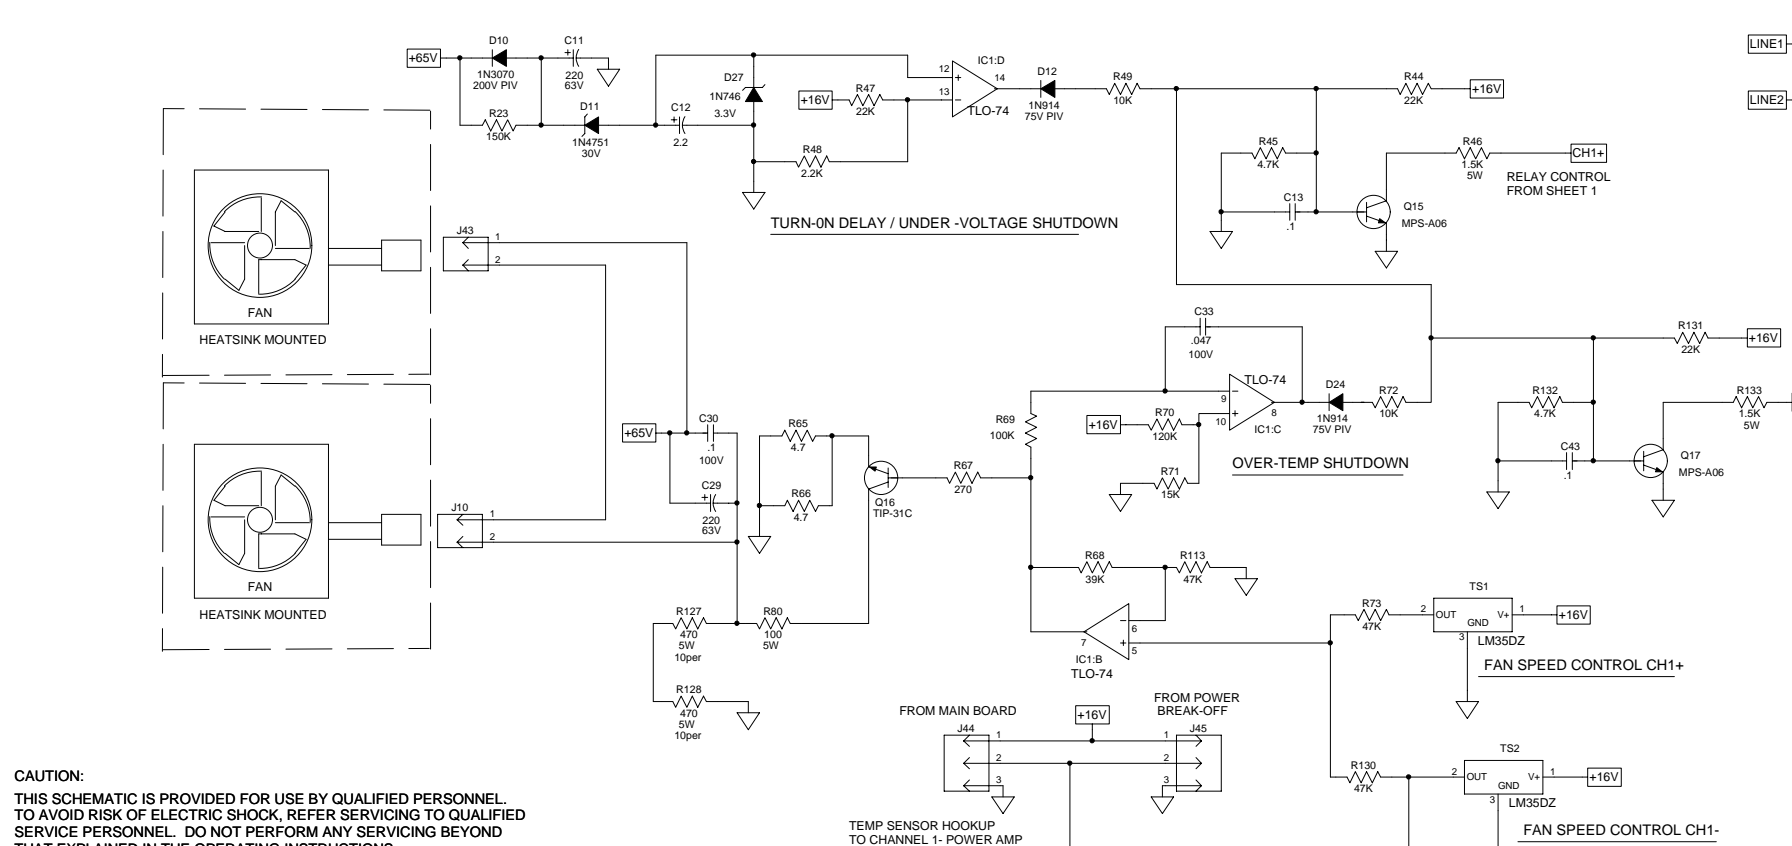 +65V
D10
1N3070
200V PIV
C11
+
220
63V
R23
150K
D11
1N4751
30V
C12
+
2.2
D27
1N746
3.3V
+16V
R47
22K
R48
2.2K
IC1:D
12
+
13
−
14
TLO-74
D12
1N914
75V PIV
R49
10K
R44
22K
+16V
R45
4.7K
C13
.1
Q15
MPS-A06
R46
1.5K
5W
CH1+
RELAY CONTROL
FROM SHEET 1
LINE1
LINE2
TURN-0N DELAY / UNDER -VOLTAGE SHUTDOWN
FAN
HEATSINK MOUNTED
J43
1
2
FAN
HEATSINK MOUNTED
J10
1
2
+65V
C30
.1
100V
C29
+
220
63V
R65
4.7
R66
4.7
Q16
TIP-31C
R67
270
R69
100K
C33
.047
100V
+16V
R70
120K
R71
15K
TLO-74
9
−
10
+
8
IC1:C
D24
1N914
75V PIV
R72
10K
OVER-TEMP SHUTDOWN
R131
22K
+16V
R132
4.7K
C43
.1
Q17
MPS-A06
R133
1.5K
5W
R127
470
5W
10per
R80
100
5W
R128
470
5W
10per
R68
39K
R113
47K
7
−
6
+
5
IC1:B
TLO-74
R73
47K
TS1
2
OUT
V+
1
GND
3
LM35DZ
+16V
FAN SPEED CONTROL CH1+
R130
47K
TS2
2
OUT
V+
1
GND
3
LM35DZ
+16V
FAN SPEED CONTROL CH1-
FROM MAIN BOARD
J44
1
2
3
+16V
FROM POWER
BREAK-OFF
J45
1
2
3
TEMP SENSOR HOOKUP
TO CHANNEL 1- POWER AMP
CAUTION:
THIS SCHEMATIC IS PROVIDED FOR USE BY QUALIFIED PERSONNEL.
TO AVOID RISK OF ELECTRIC SHOCK, REFER SERVICING TO QUALIFIED
SERVICE PERSONNEL. DO NOT PERFORM ANY SERVICING BEYOND
THAT EXPLAINED IN THE OPERATING INSTRUCTIONS